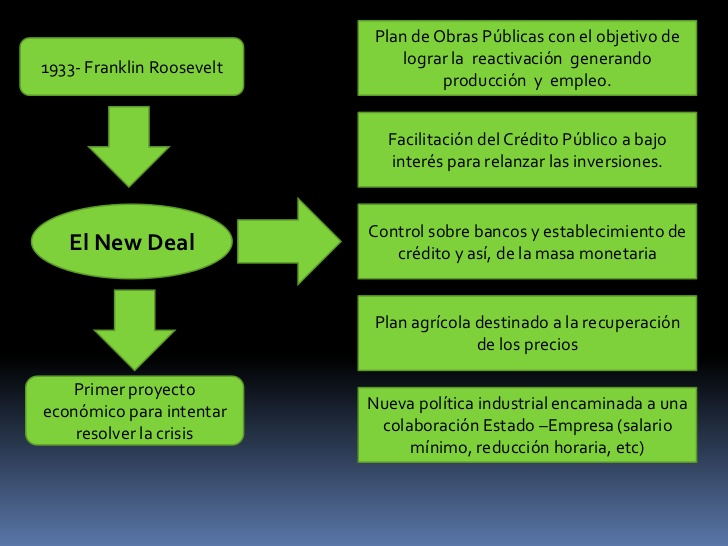 1933- Franklin Roosevelt
El New Deal
Primer proyecto
económico para intentar
resolver la crisis
Plan de Obras Públicas con el objetivo de
lograr la reactivación generando
producción y empleo.
Facilitación del Crédito Público a bajo
interés para relanzar las inversiones.
Control sobre bancos y establecimiento de
crédito y así, de la masa monetaria
Plan agrícola destinado a la recuperación
de los precios
Nueva política industrial encaminada a una
colaboración Estado –Empresa (salario
mínimo, reducción horaria, etc)